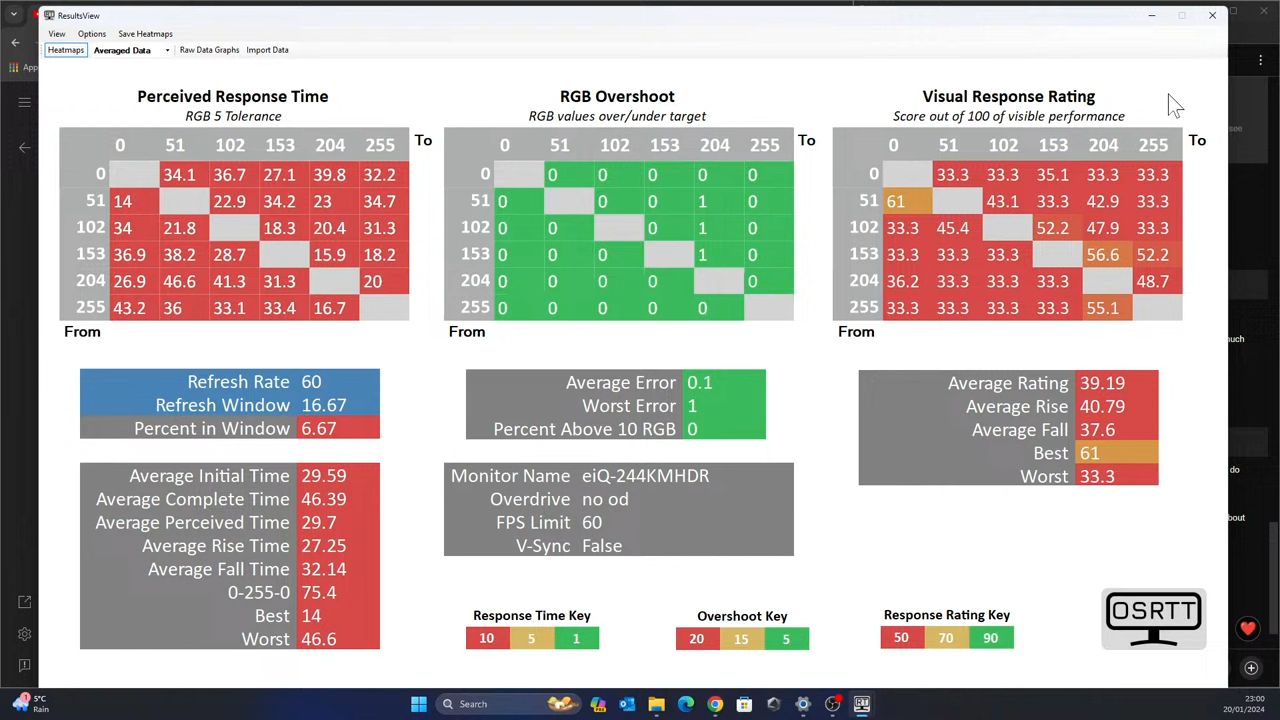 ResultsView
View Options Save Heatmaps
Heatmaps Averaged Data Raw Data Graphs Import Data
App
Perceived Response Time
RGB 5 Tolerance
0 51 102 153 204 255 To
0 34.1 36.7 27.1 39.8 32.2
51 14 22.9 34.2 23 34.7
102 34 21.8 18.3 20.4 31.3
153 36.9 38.2 28.7 15.9 18.2
204 26.9 46.6 41.3 31.3 20
255 43.2 36 33.1 33.4 16.7
From
RGB Overshoot
RGB values over/under target
0 51 102 153 204 255 To
0 0 0 0 0 0
51 0 0 0 1 0
102 0 0 0 1 0
153 0 0 0 1 0
204 0 0 0 0 0
255 0 0 0 0 0
From
Visual Response Rating
Score out of 100 of visible performance
0 51 102 153 204 255 To
0 33.3 33.3 35.1 33.3 33.3
51 61 43.1 33.3 42.9 33.3
102 33.3 45.4 52.2 47.9 33.3
153 33.3 33.3 33.3 56.6 52.2
204 36.2 33.3 33.3 33.3 48.7
255 33.3 33.3 33.3 33.3 55.1
From
Refresh Rate 60
Refresh Window 16.67
Percent in Window 6.67
Average Initial Time 29.59
Average Complete Time 46.39
Average Perceived Time 29.7
Average Rise Time 27.25
Average Fall Time 32.14
0-255-0 75.4
Best 14
Worst 46.6
Average Error 0.1
Worst Error 1
Percent Above 10 RGB 0
Monitor Name eiQ-244KMHDR
Overdrive no od
FPS Limit 60
V-Sync False
Average Rating 39.19
Average Rise 40.79
Average Fall 37.6
Best 61
Worst 33.3
Response Time Key
10 5 1
Overshoot Key
20 15 5
Response Rating Key
50 70 90
OSRTT
see
much
do
bout
1
5°C
Rain
Search
RT
23:00
20/01/2024